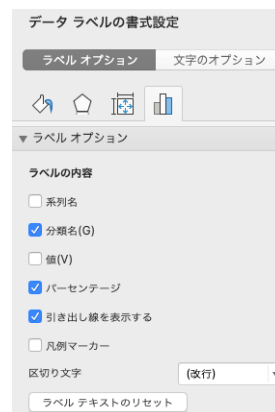 データ ラベルの書式設定
ラベル オプション
文字のオプション
ラベル オプション
ラベルの内容
系列名
分類名(G)
値(V)
パーセンテージ
引き出し線を表示する
凡例マーカー
区切り文字 (改行)
ラベル テキストのリセット